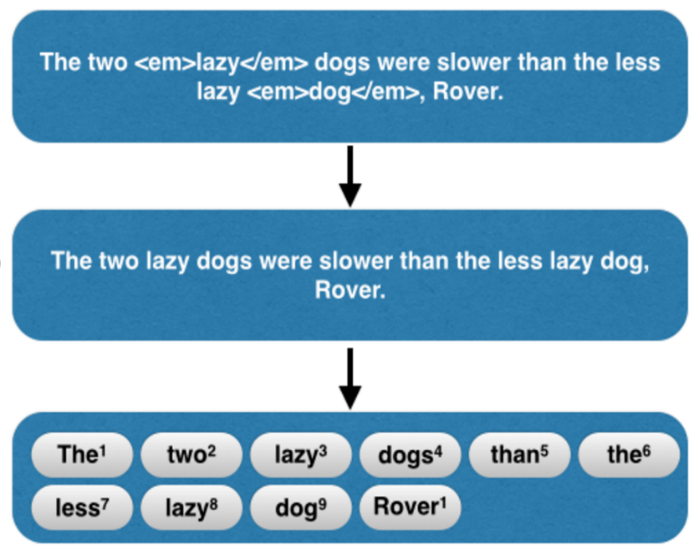 The two <em>lazy</em> dogs were slower than the less
lazy <em>dog</em>, Rover.
The two lazy dogs were slower than the less lazy dog,
Rover.
The¹ two² lazy³ dogs⁴ than⁵ the⁶
less⁷ lazy⁸ dog⁹ Rover¹